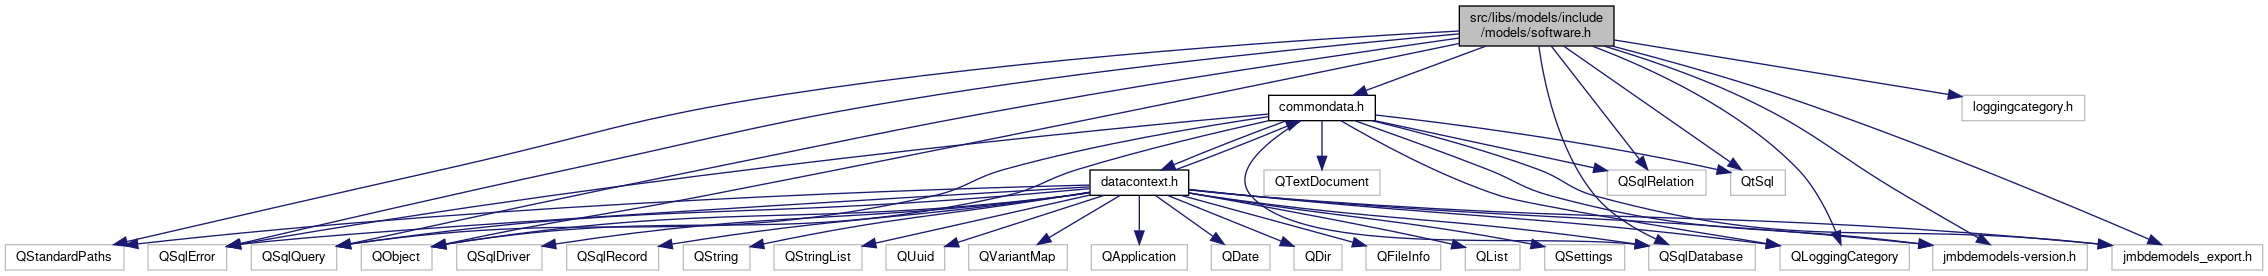 src/libs/models/include
/models/software.h
commondata.h
loggingcategory.h
datacontext.h
QTextDocument
QSqlRelation
QtSql
QStandardPaths
QSqlError
QSqlQuery
QObject
QSqlDriver
QSqlRecord
QString
QStringList
QUuid
QVariantMap
QApplication
QDate
QDir
QFileInfo
QList
QSettings
QSqlDatabase
QLoggingCategory
jmbdemodels-version.h
jmbdemodels_export.h